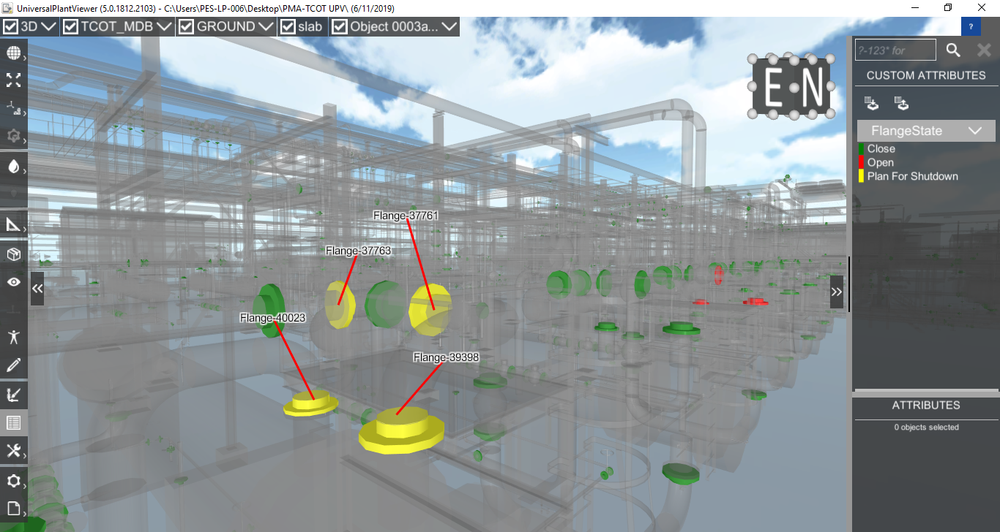 UniversalPlantViewer (5.0.1812.2103) - C:\Users\PES-LP-006\Desktop\PMA-TCOT UPV\ (6/11/2019)
3D TCOT_MDB GROUND slab Object 0003a...
?
?-123* for
CUSTOM ATTRIBUTES
E N
FlangeState
Close
Open
Plan For Shutdown
Flange-37761
Flange-37763
Flange-40023
Flange-39398
ATTRIBUTES
0 objects selected